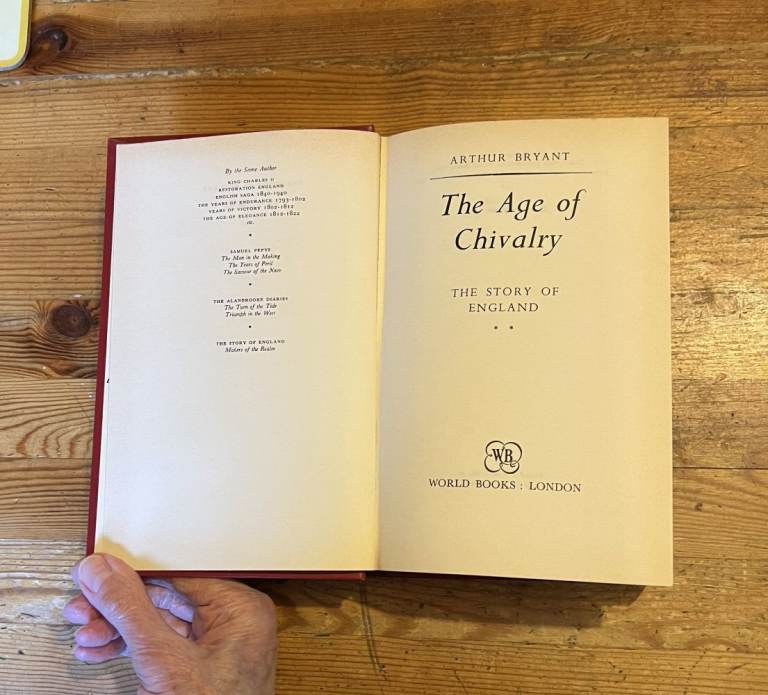 By the Same Author
KING CHARLES II
RESTORATION ENGLAND
ENGLISH SAGA 1840-1940
THE YEARS OF ENDURANCE 1793-1802
YEARS OF VICTORY 1802-1812
THE AGE OF ELEGANCE 1812-1822
etc.
SAMUEL PEPYS
The Man in the Making
The Years of Peril
The Saviour of the Navy
THE ALANBROOKE DIARIES
The Turn of the Tide
Triumph in the West
THE STORY OF ENGLAND
Makers of the Realm
ARTHUR BRYANT
The Age of
Chivalry
THE STORY OF
ENGLAND
WB
WORLD BOOKS : LONDON